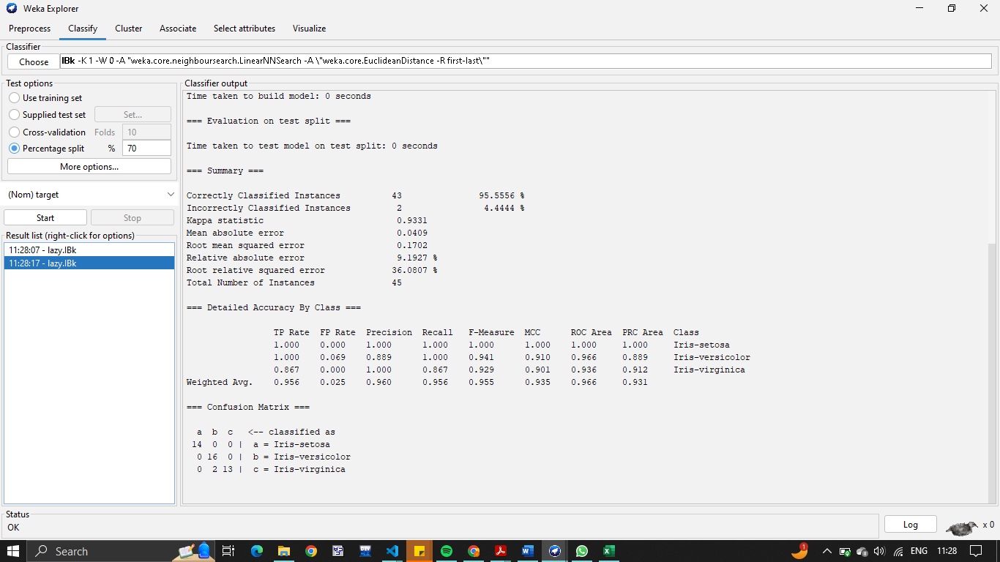 Weka Explorer
Preprocess Classify Cluster Associate Select attributes Visualize
Classifier
Choose IBk -K 1 -W 0 -A "weka.core.neighboursearch.LinearNNSearch -A \"weka.core.EuclideanDistance -R first-last\""
Test options
Use training set
Supplied test set Set...
Cross-validation Folds 10
Percentage split % 70
More options...
(Nom) target
Start Stop
Result list (right-click for options)
11:28:07 - lazy.IBk
11:28:17 - lazy.IBk
Classifier output
Time taken to build model: 0 seconds
=== Evaluation on test split ===
Time taken to test model on test split: 0 seconds
=== Summary ===
Correctly Classified Instances 43 95.5556 %
Incorrectly Classified Instances 2 4.4444 %
Kappa statistic 0.9331
Mean absolute error 0.0409
Root mean squared error 0.1702
Relative absolute error 9.1927 %
Root relative squared error 36.0807 %
Total Number of Instances 45
=== Detailed Accuracy By Class ===
TP Rate FP Rate Precision Recall F-Measure MCC ROC Area PRC Area Class
1.000 0.000 1.000 1.000 1.000 1.000 1.000 1.000 Iris-setosa
1.000 0.069 0.889 1.000 0.941 0.910 0.966 0.889 Iris-versicolor
0.867 0.000 1.000 0.867 0.929 0.901 0.936 0.912 Iris-virginica
Weighted Avg. 0.956 0.025 0.960 0.956 0.955 0.935 0.966 0.931
=== Confusion Matrix ===
a b c <-- classified as
14 0 0 | a = Iris-setosa
0 16 0 | b = Iris-versicolor
0 2 13 | c = Iris-virginica
Status
OK
Log x 0
Search
1
ENG 11:28